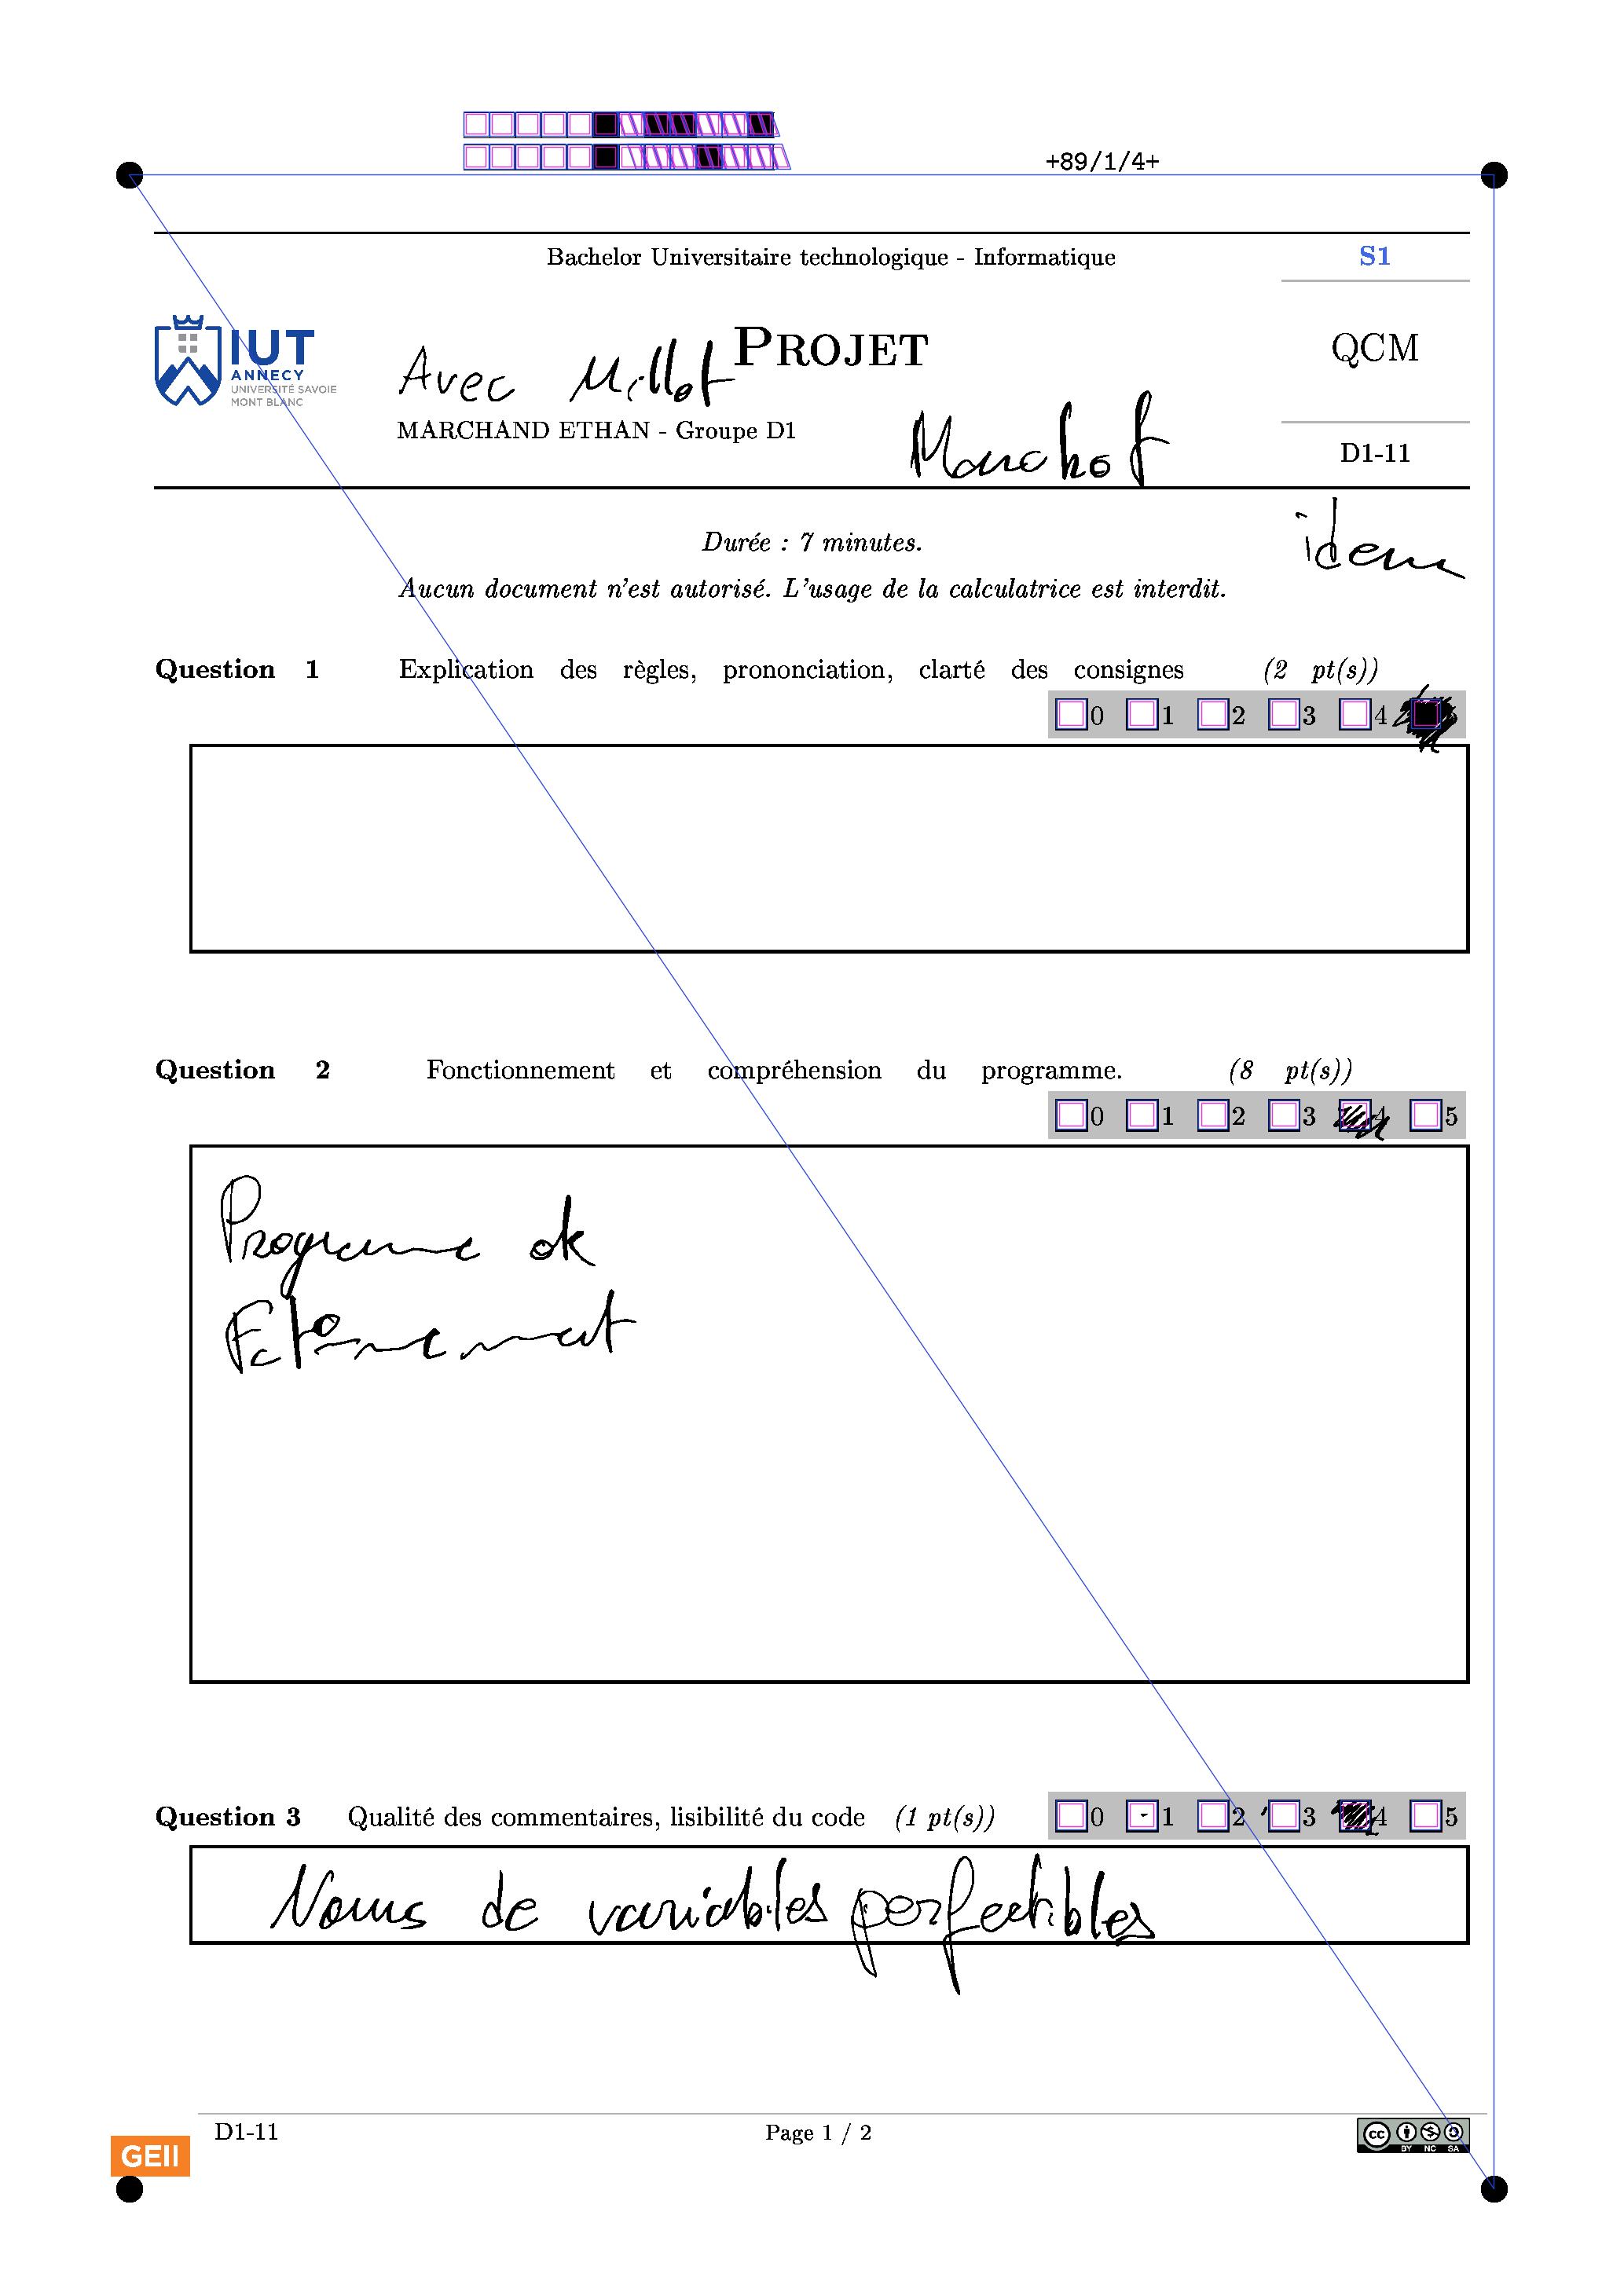 +89/1/4+
Bachelor Universitaire technologique - Informatique
S1
IUT
ANNECY
UNIVERSITÉ SAVOIE
MONT BLANC
Avec Millot
PROJET
QCM
MARCHAND ETHAN - Groupe D1
D1-11
idem
Durée : 7 minutes.
Aucun document n'est autorisé. L'usage de la calculatrice est interdit.
Question 1 Explication des règles, prononciation, clarté des consignes (2 pt(s))
0 1 2 3 4 5
Question 2 Fonctionnement et compréhension du programme. (8 pt(s))
0 1 2 3 4 5
Programme ok
Question 3 Qualité des commentaires, lisibilité du code (1 pt(s))
0 1 2 3 4 5
Noms de variables perfectibles
D1-11
Page 1 / 2
GEII
cc BY NC SA